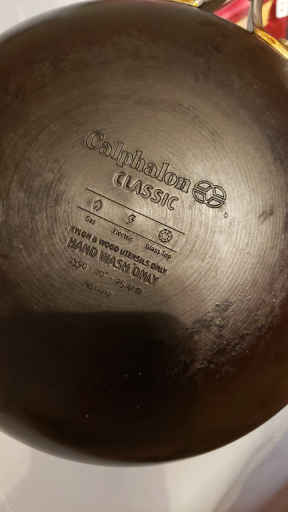 Calphalon
CLASSIC
Gas Electric Glass Top
NYLON & WOOD UTENSILS ONLY
HAND WASH ONLY